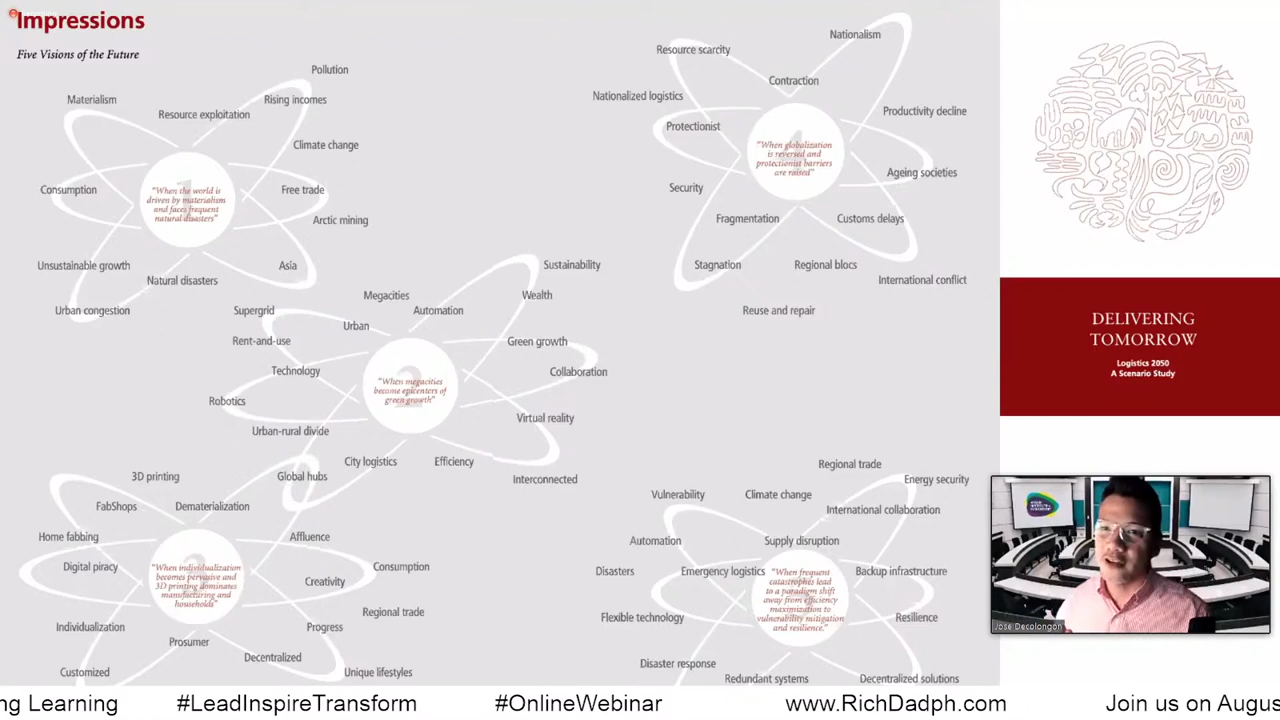 Impressions
Five Visions of the Future
Pollution
Materialism
Rising incomes
Resource exploitation
Climate change
Consumption
Free trade
Arctic mining
Unsustainable growth
Asia
Natural disasters
Urban congestion
1
"When the world is
driven by materialism
and faces frequent
natural disasters"
Nationalism
Resource scarcity
Contraction
Nationalized logistics
Productivity decline
Protectionist
Ageing societies
Security
Fragmentation
Customs delays
Stagnation
Regional blocs
International conflict
Reuse and repair
4
"When globalization
is reversed and
protectionist barriers
are raised"
Sustainability
Megacities
Wealth
Supergrid
Automation
Urban
Rent-and-use
Green growth
Technology
Collaboration
Robotics
Virtual reality
Urban-rural divide
City logistics
Efficiency
Global hubs
Interconnected
2
"When megacities
become epicenters of
green growth"
3D printing
FabShops
Dematerialization
Home fabbing
Affluence
Digital piracy
Consumption
Creativity
Regional trade
Individualization
Progress
Prosumer
Decentralized
Customized
Unique lifestyles
3
"When individualization
becomes pervasive and
3D printing dominates
manufacturing and
households"
Regional trade
Energy security
Vulnerability
Climate change
International collaboration
Automation
Supply disruption
Disasters
Emergency logistics
Backup infrastructure
Flexible technology
Resilience
Disaster response
Redundant systems
Decentralized solutions
"When frequent
catastrophes lead
to a paradigm shift
away from efficiency
maximization to
vulnerability mitigation
and resilience."
DELIVERING
TOMORROW
Logistics 2050
A Scenario Study
Jose Decolongon
ng Learning #LeadInspireTransform #OnlineWebinar www.RichDadph.com Join us on Augus